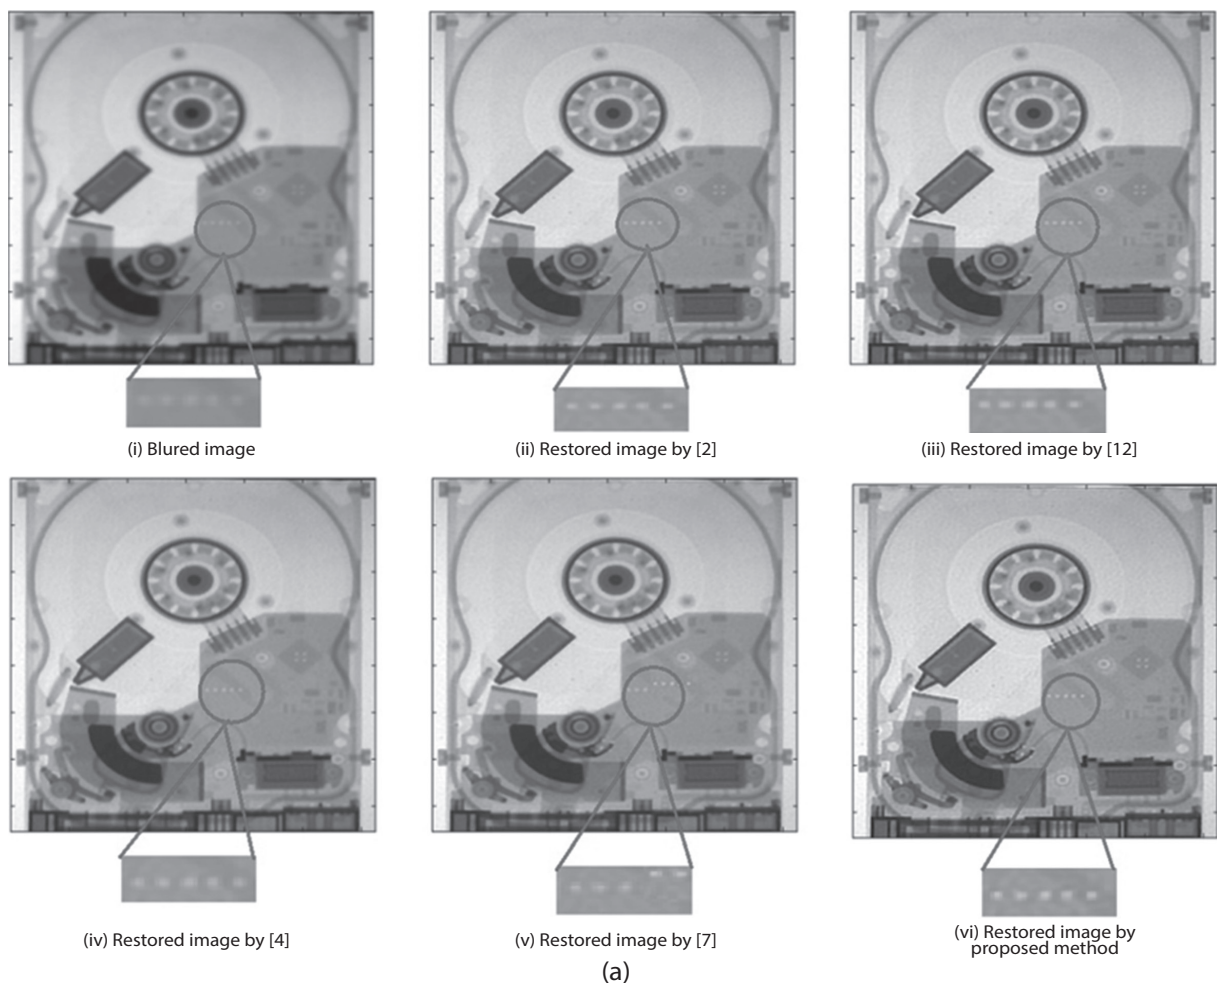 (i) Blured image
(ii) Restored image by [2]
(iii) Restored image by [12]
(iv) Restored image by [4]
(v) Restored image by [7]
(vi) Restored image by
proposed method
(a)